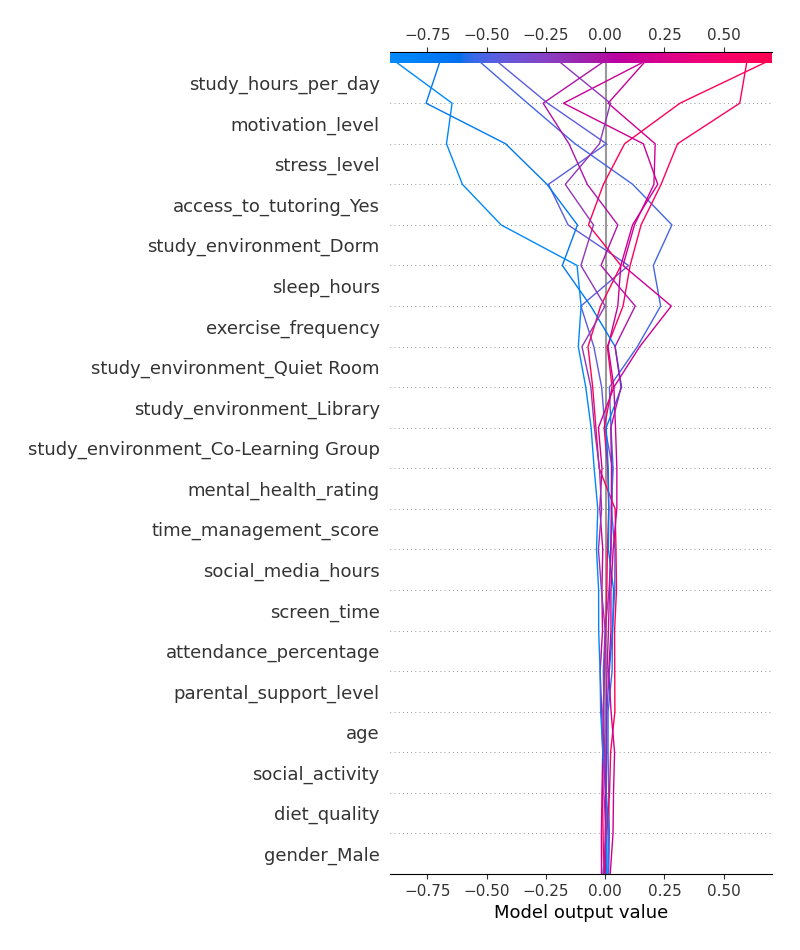 −0.75 −0.50 −0.25 0.00 0.25 0.50
study_hours_per_day
motivation_level
stress_level
access_to_tutoring_Yes
study_environment_Dorm
sleep_hours
exercise_frequency
study_environment_Quiet Room
study_environment_Library
study_environment_Co-Learning Group
mental_health_rating
time_management_score
social_media_hours
screen_time
attendance_percentage
parental_support_level
age
social_activity
diet_quality
gender_Male
−0.75 −0.50 −0.25 0.00 0.25 0.50
Model output value